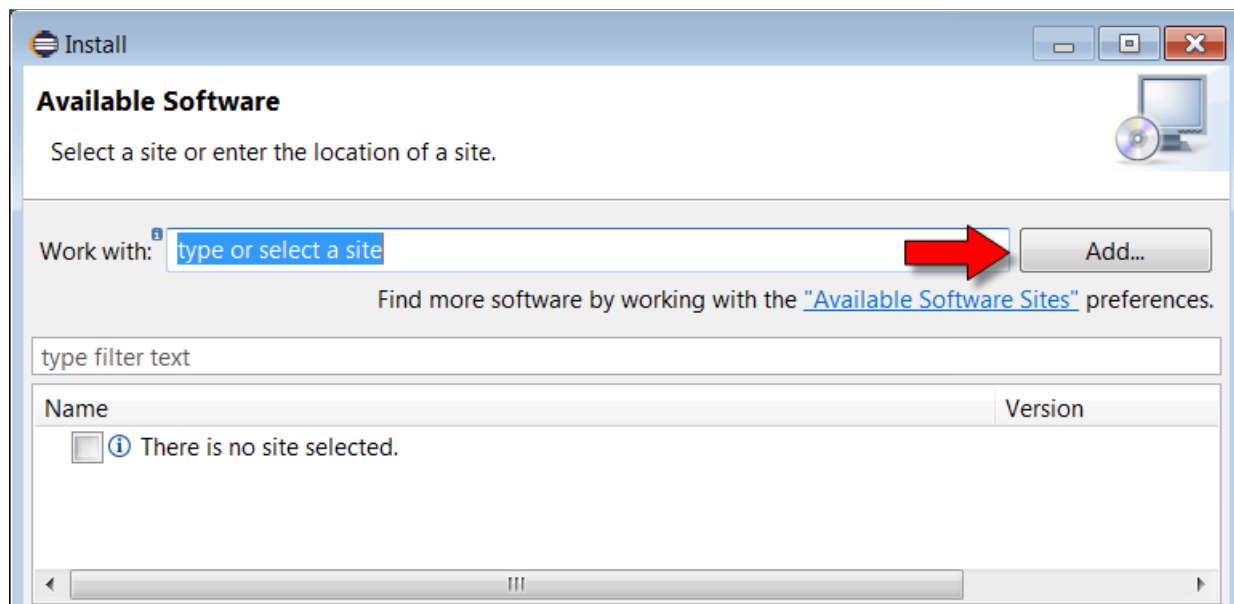 Install
Available Software
Select a site or enter the location of a site.
Work with: type or select a site Add...
Find more software by working with the "Available Software Sites" preferences.
type filter text
Name Version
There is no site selected.